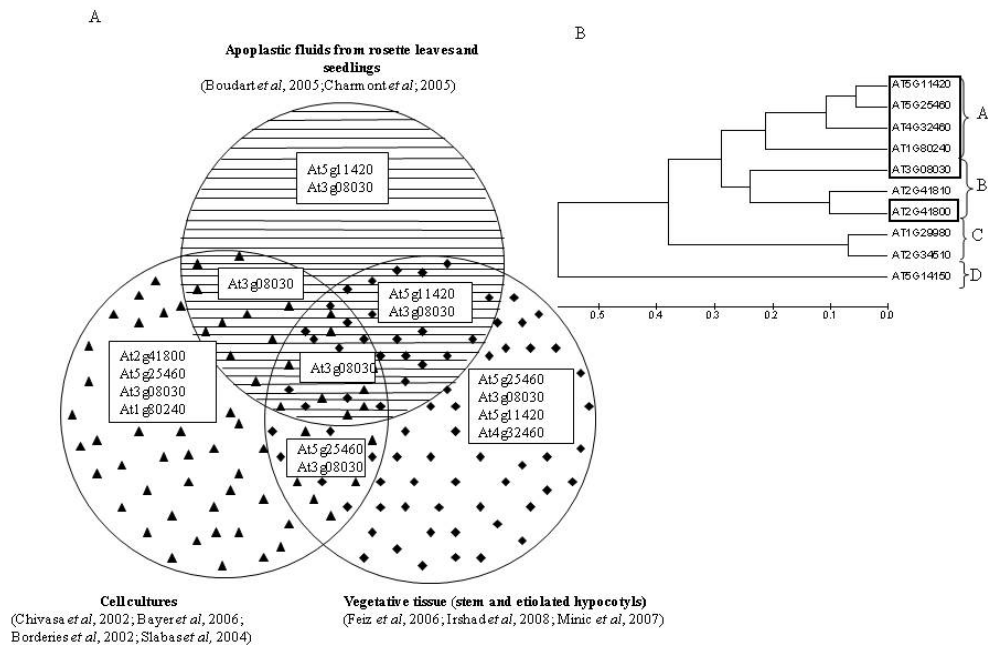 A
Apoplastic fluids from rosette leaves and
seedlings
(Boudart et al, 2005;Charmont et al; 2005)
At5g11420
At3g08030
At3g08030
At5g11420
At3g08030
At2g41800
At5g25460
At3g08030
At1g80240
At3g08030
At5g25460
At3g08030
At5g11420
At4g32460
At5g25460
At3g08030
Cell cultures
(Chivasa et al, 2002; Bayer et al, 2006;
Borderies et al, 2002; Slabas et al, 2004)
Vegetative tissue (stem and etiolated hypocotyls)
(Feiz et al, 2006; Irshad et al, 2008; Minic et al, 2007)
B
AT5G11420
AT5G25460
AT4G32460
AT1G80240
AT3G08030
AT2G41810
AT2G41800
AT1G29980
AT2G34510
AT5G14150
A
B
C
D
0.5 0.4 0.3 0.2 0.1 0.0